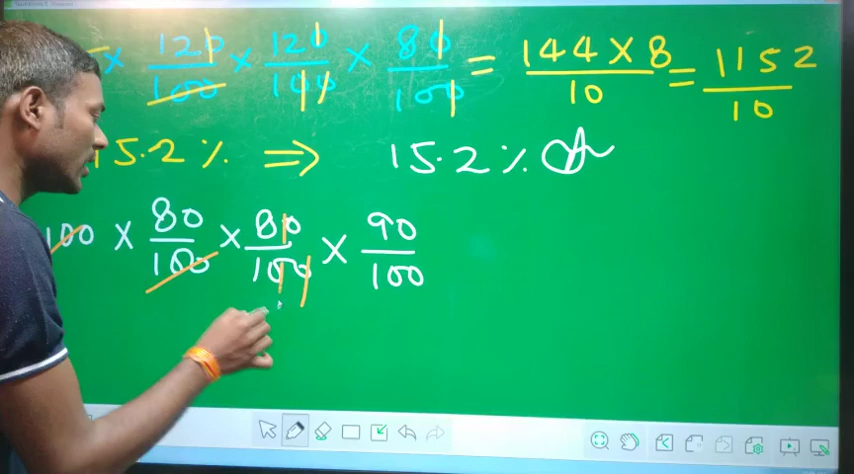 × 120/100 × 120/100 × 80/100 = 144×8/10 = 1152/10
15.2% ⇒ 15.2%
100 × 80/100 × 80/100 × 90/100